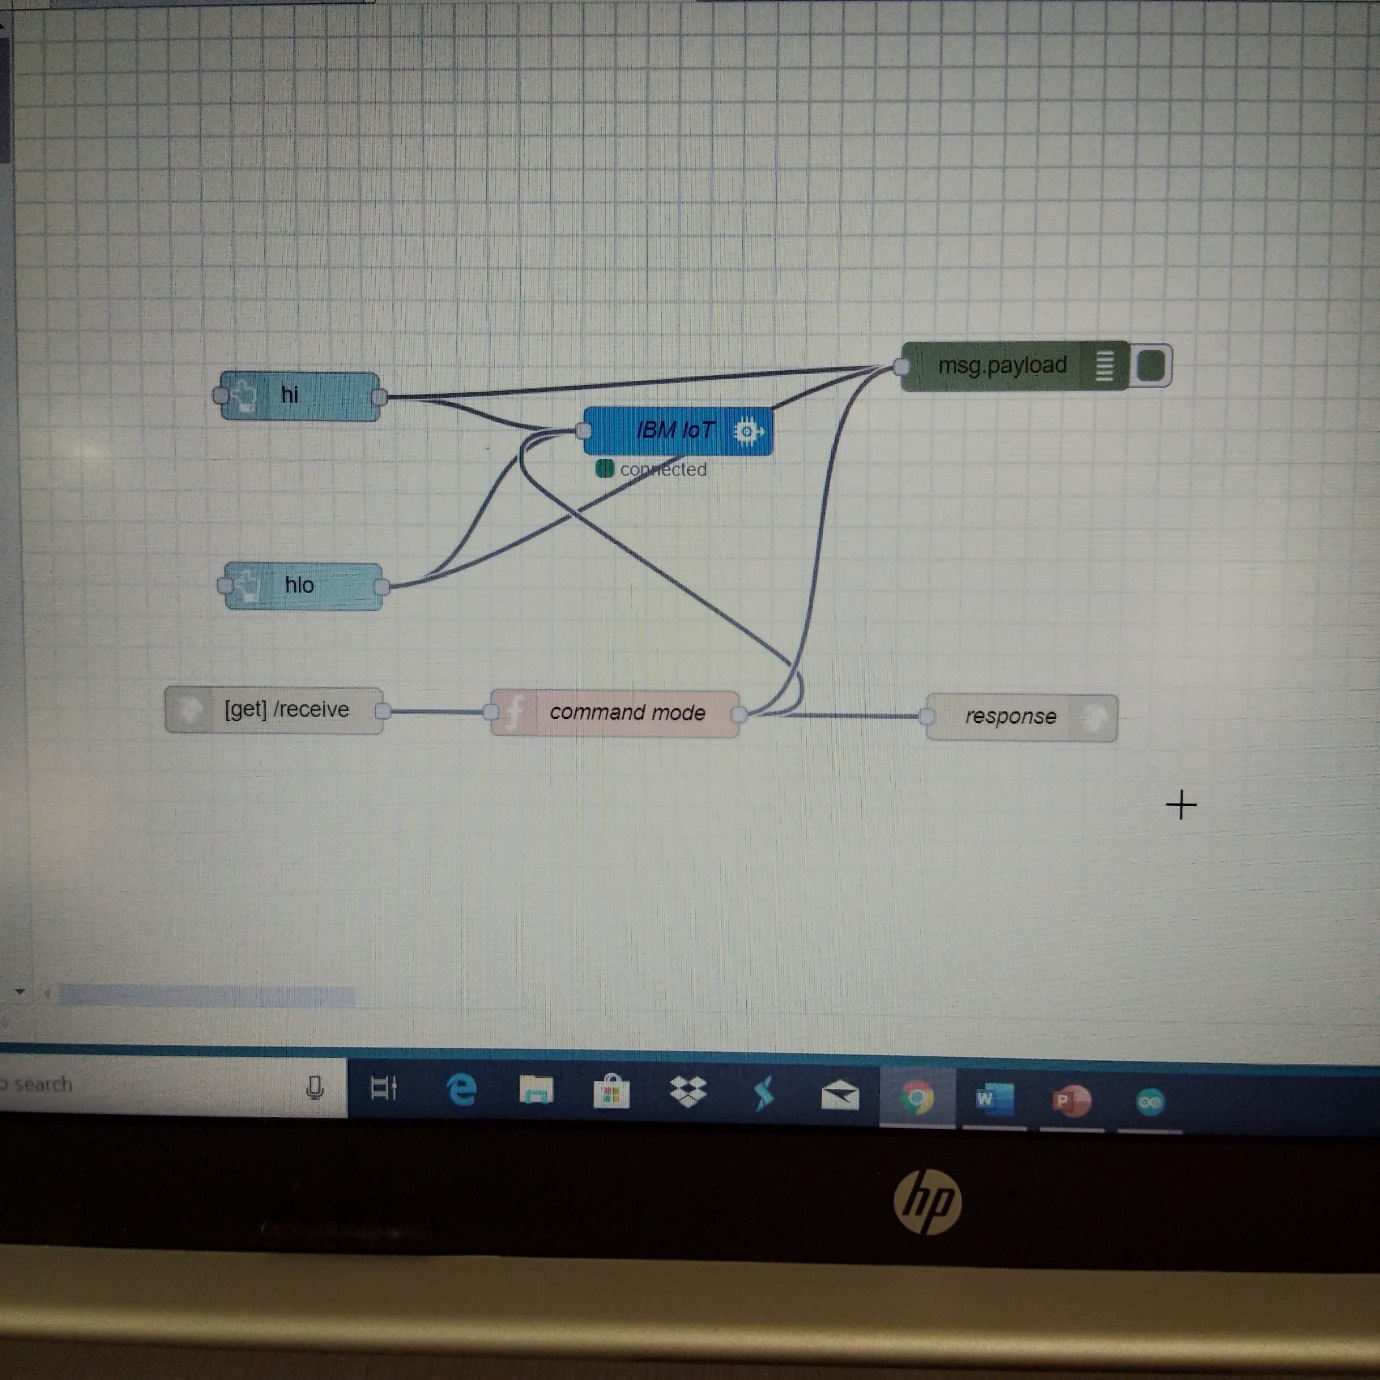 hi
msg.payload
IBM IoT
connected
hlo
[get] /receive
command mode
response
search
hp